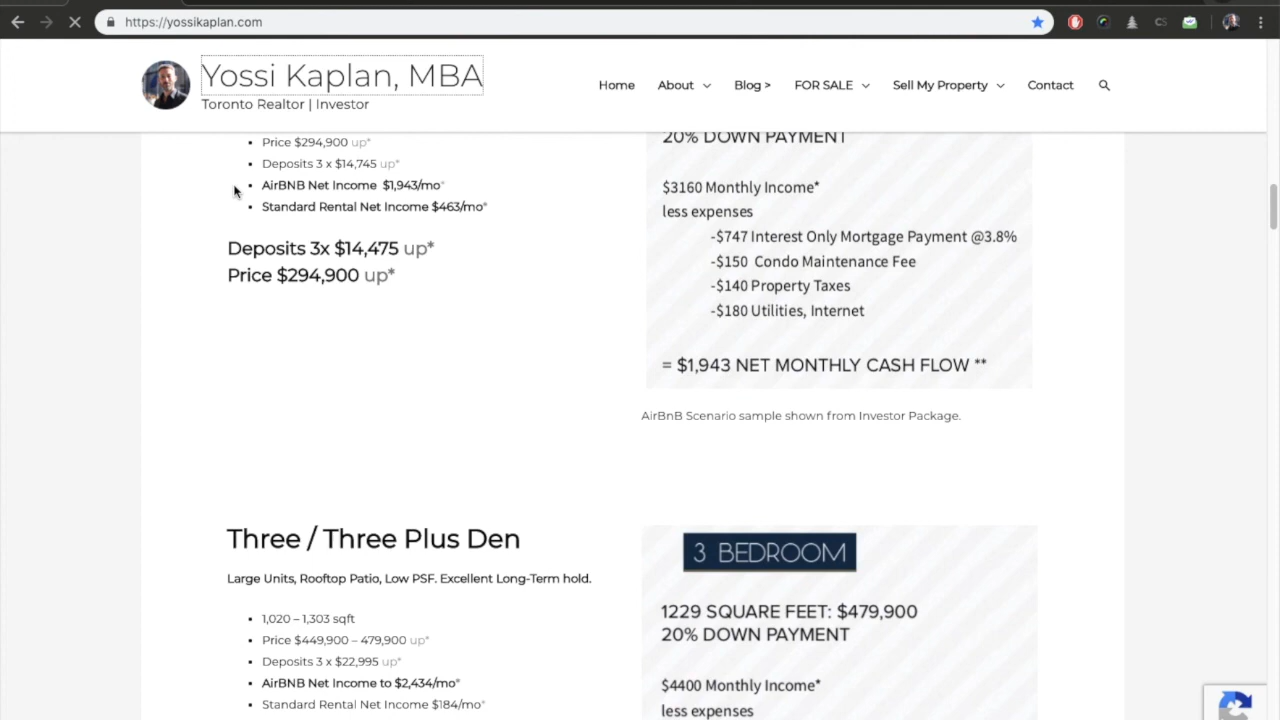 https://yossikaplan.com
CS
Yossi Kaplan, MBA
Toronto Realtor | Investor
Home
About
Blog >
FOR SALE
Sell My Property
Contact
Price $294,900 up*
Deposits 3 x $14,745 up*
AirBNB Net Income $1,943/mo*
Standard Rental Net Income $463/mo*
Deposits 3x $14,475 up*
Price $294,900 up*
20% DOWN PAYMENT
$3160 Monthly Income*
less expenses
-$747 Interest Only Mortgage Payment @3.8%
-$150 Condo Maintenance Fee
-$140 Property Taxes
-$180 Utilities, Internet
= $1,943 NET MONTHLY CASH FLOW **
AirBnB Scenario sample shown from Investor Package.
Three / Three Plus Den
Large Units, Rooftop Patio, Low PSF. Excellent Long-Term hold.
1,020 – 1,303 sqft
Price $449,900 – 479,900 up*
Deposits 3 x $22,995 up*
AirBNB Net Income to $2,434/mo*
Standard Rental Net Income $184/mo*
3 BEDROOM
1229 SQUARE FEET: $479,900
20% DOWN PAYMENT
$4400 Monthly Income*
less expenses